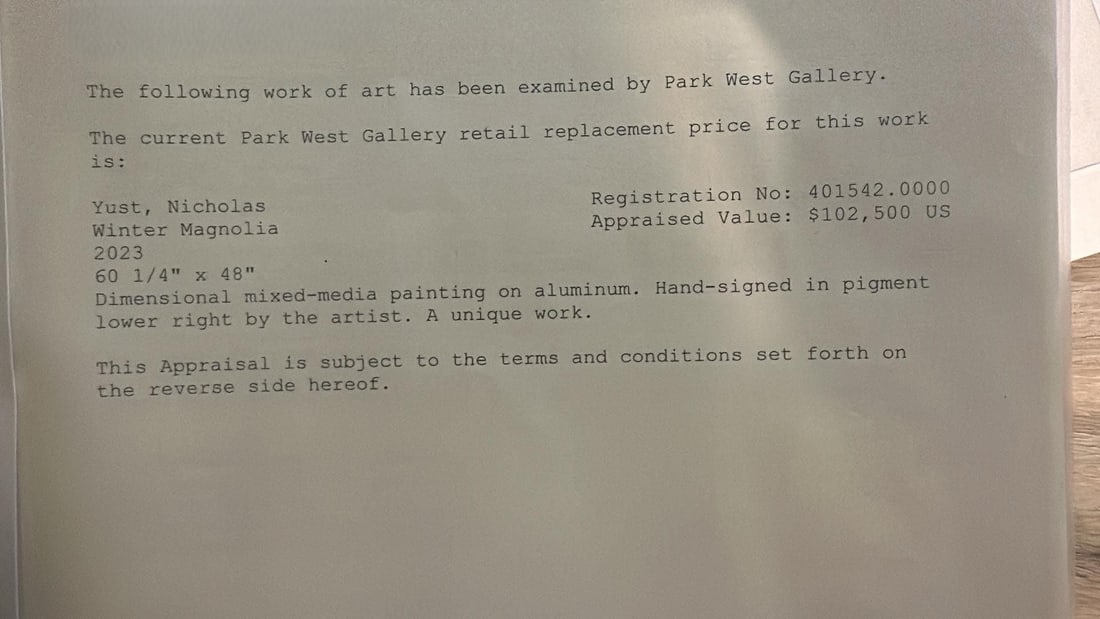 The following work of art has been examined by Park West Gallery.
The current Park West Gallery retail replacement price for this work
is:
Yust, Nicholas
Winter Magnolia
2023
60 1/4" x 48"
Registration No: 401542.0000
Appraised Value: $102,500 US
Dimensional mixed-media painting on aluminum. Hand-signed in pigment
lower right by the artist. A unique work.
This Appraisal is subject to the terms and conditions set forth on
the reverse side hereof.